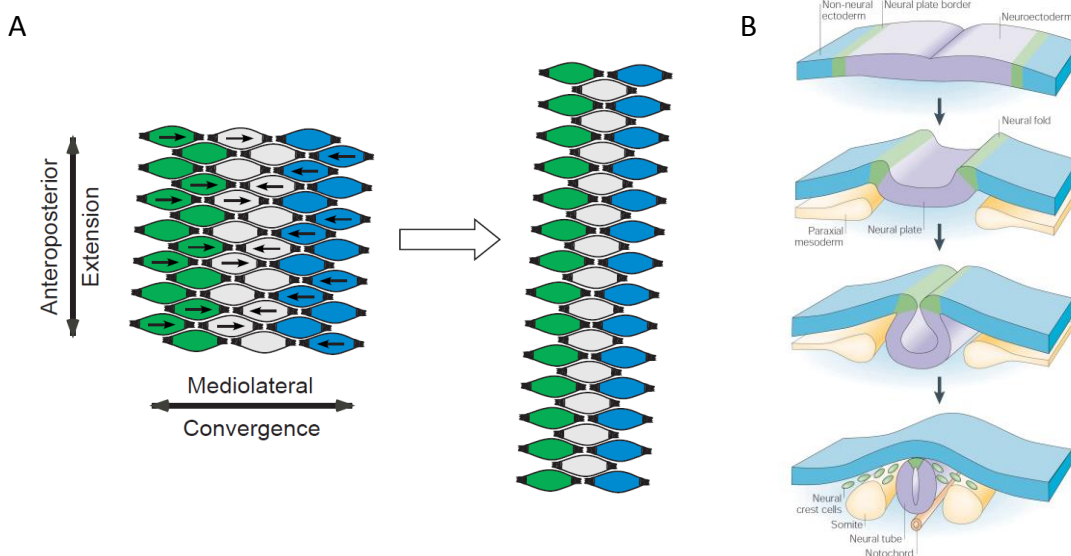 A
Anteroposterior
Extension
Mediolateral
Convergence
B
Non-neural
ectoderm
Neural plate border
Neuroectoderm
Neural fold
Paraxial
mesoderm
Neural plate
Neural
crest cells
Somite
Neural tube
Notochord